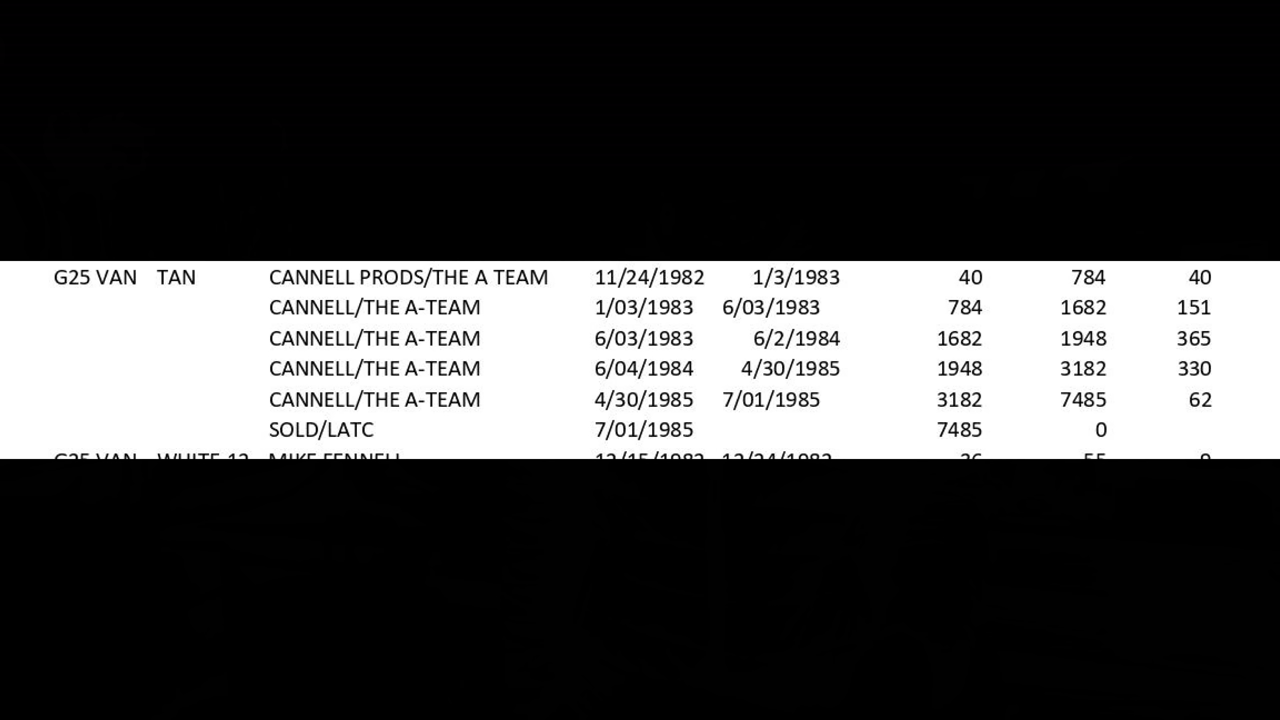 G25 VAN TAN CANNELL PRODS/THE A TEAM 11/24/1982 1/3/1983 40 784 40
CANNELL/THE A-TEAM 1/03/1983 6/03/1983 784 1682 151
CANNELL/THE A-TEAM 6/03/1983 6/2/1984 1682 1948 365
CANNELL/THE A-TEAM 6/04/1984 4/30/1985 1948 3182 330
CANNELL/THE A-TEAM 4/30/1985 7/01/1985 3182 7485 62
SOLD/LATC 7/01/1985 7485 0
G25 VAN MIKE